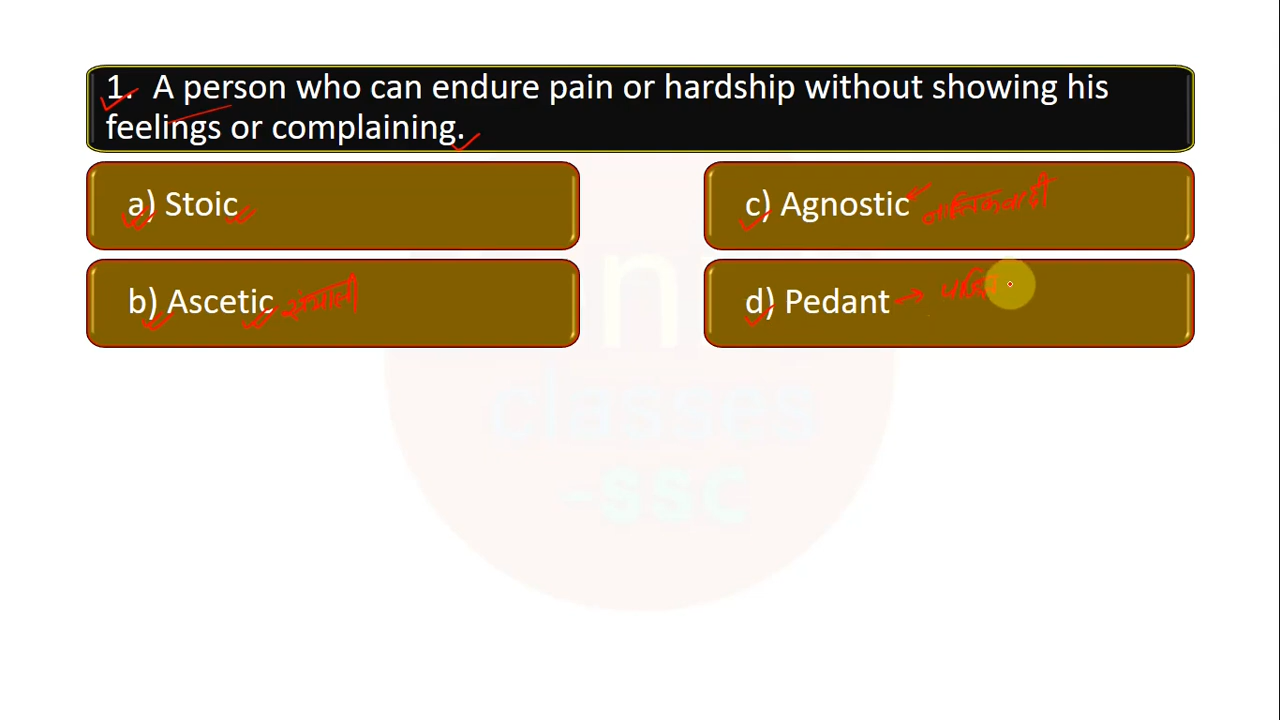 1. A person who can endure pain or hardship without showing his
feelings or complaining.
a) Stoic
c) Agnostic
b) Ascetic
d) Pedant
n
classes
-ssc